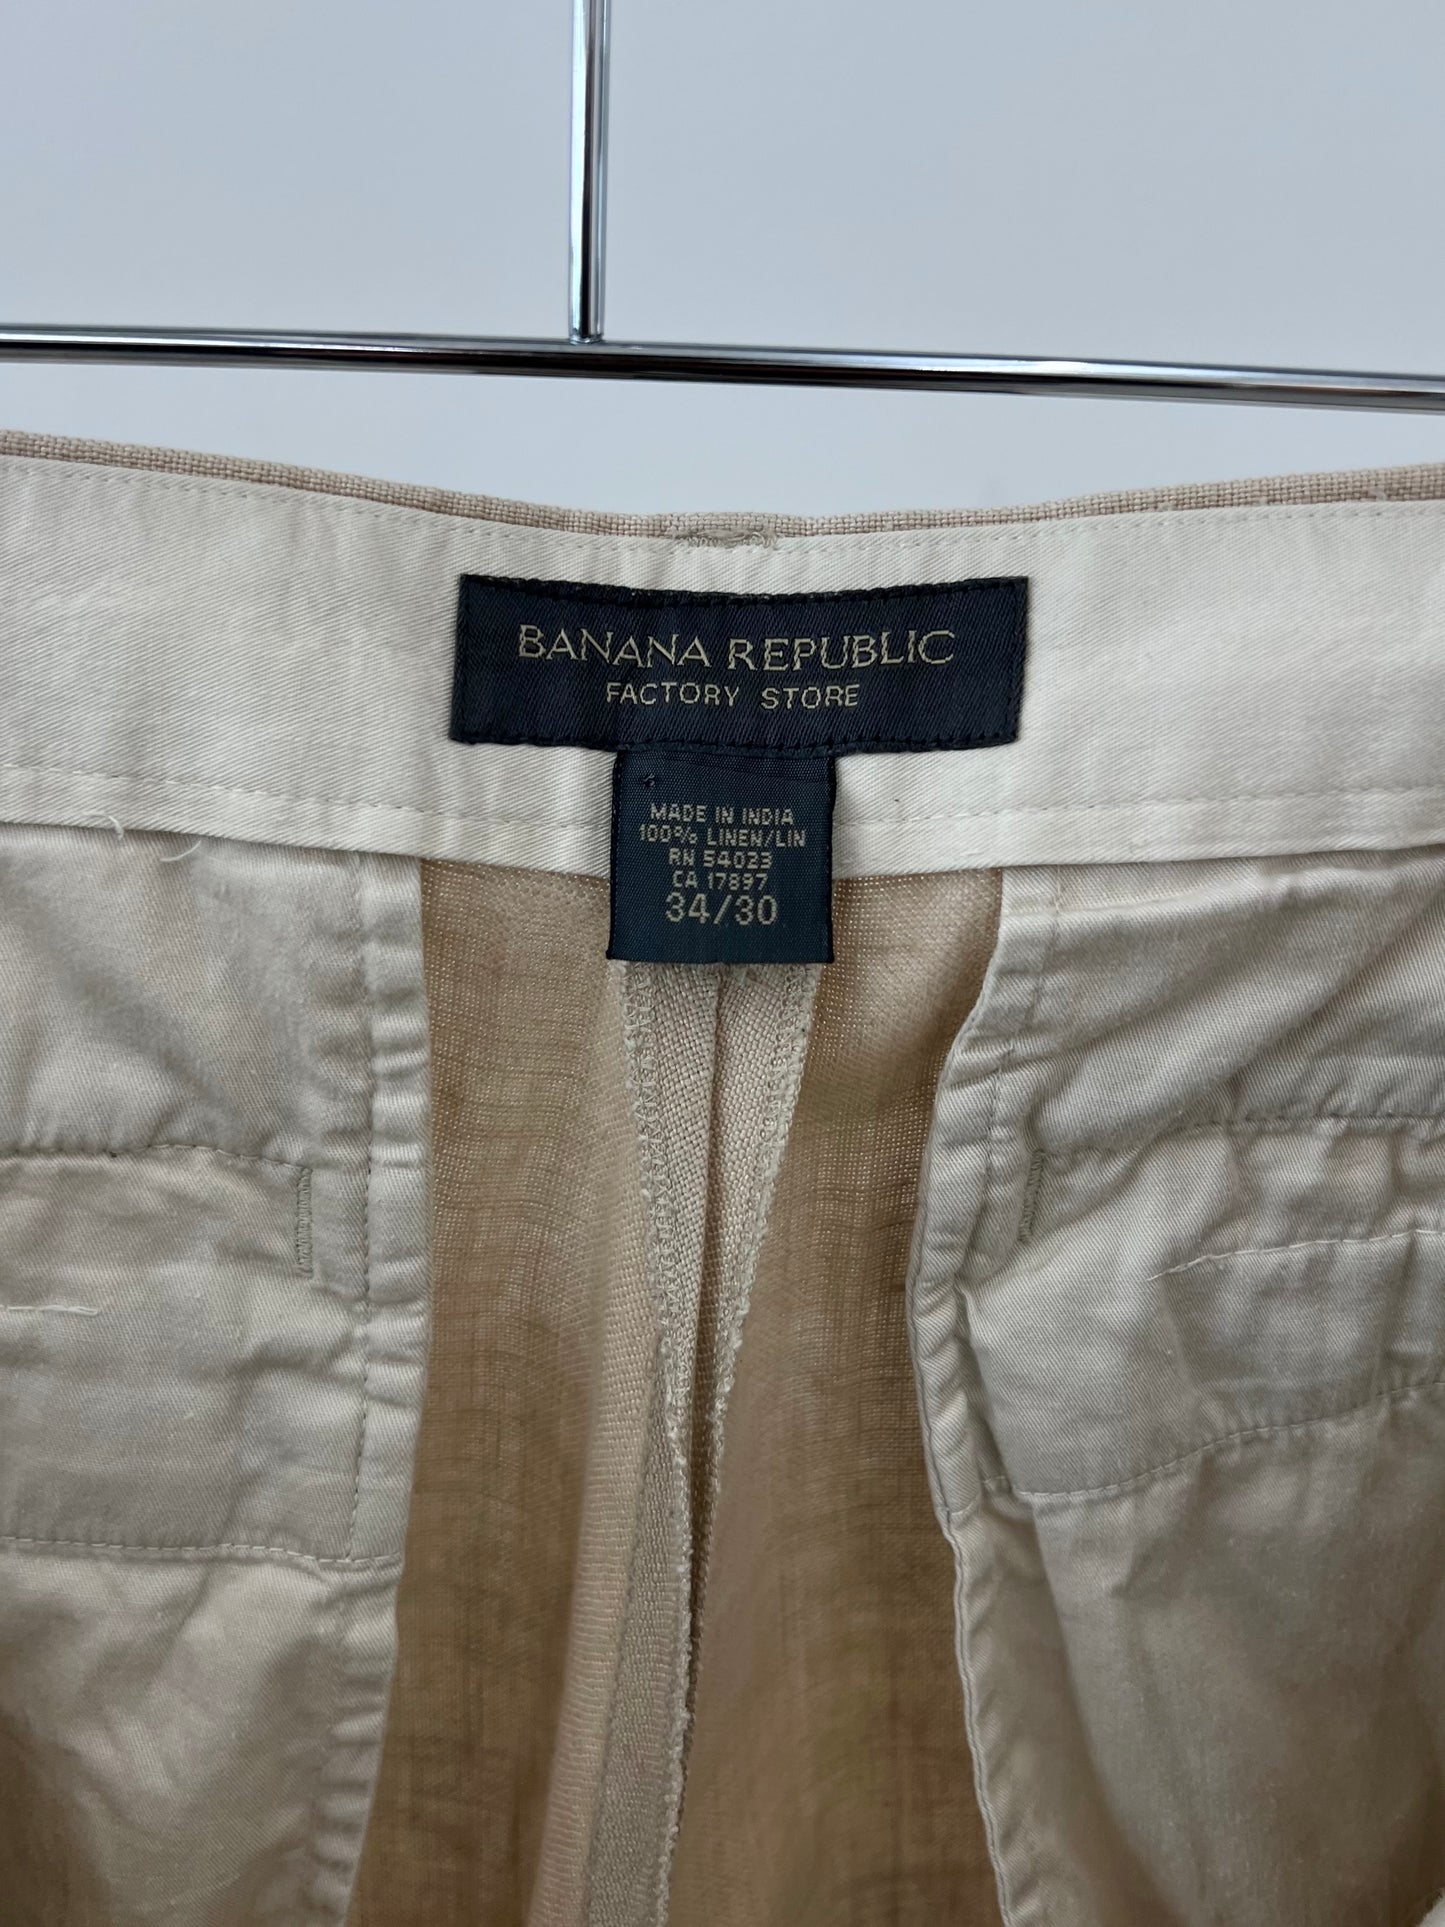 BANANA REPUBLIC
FACTORY STORE
MADE IN INDIA
100% LINEN/LIN
RN 54023
CA 17897
34/30